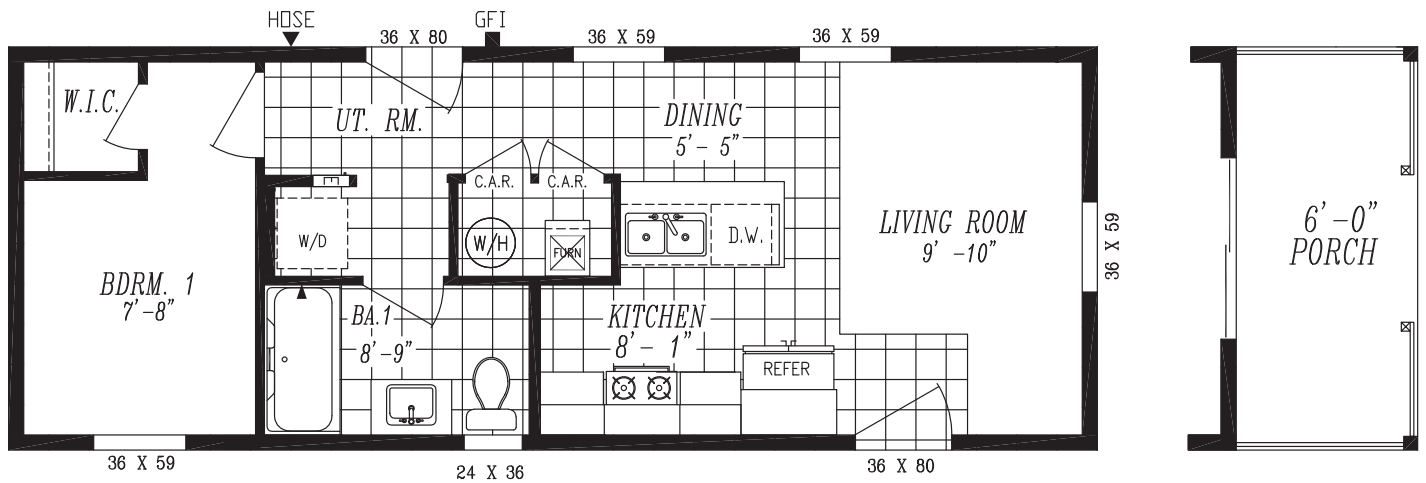 HOSE
GFI
36 X 80
36 X 59
36 X 59
W.I.C.
UT. RM.
DINING
5'- 5"
C.A.R.
C.A.R.
W/D
W/H
FURN
D.W.
LIVING ROOM
9' -10"
36 X 59
6'-0"
PORCH
BDRM. 1
7'-8"
BA.1
8'-9"
KITCHEN
8'- 1"
REFER
36 X 59
24 X 36
36 X 80